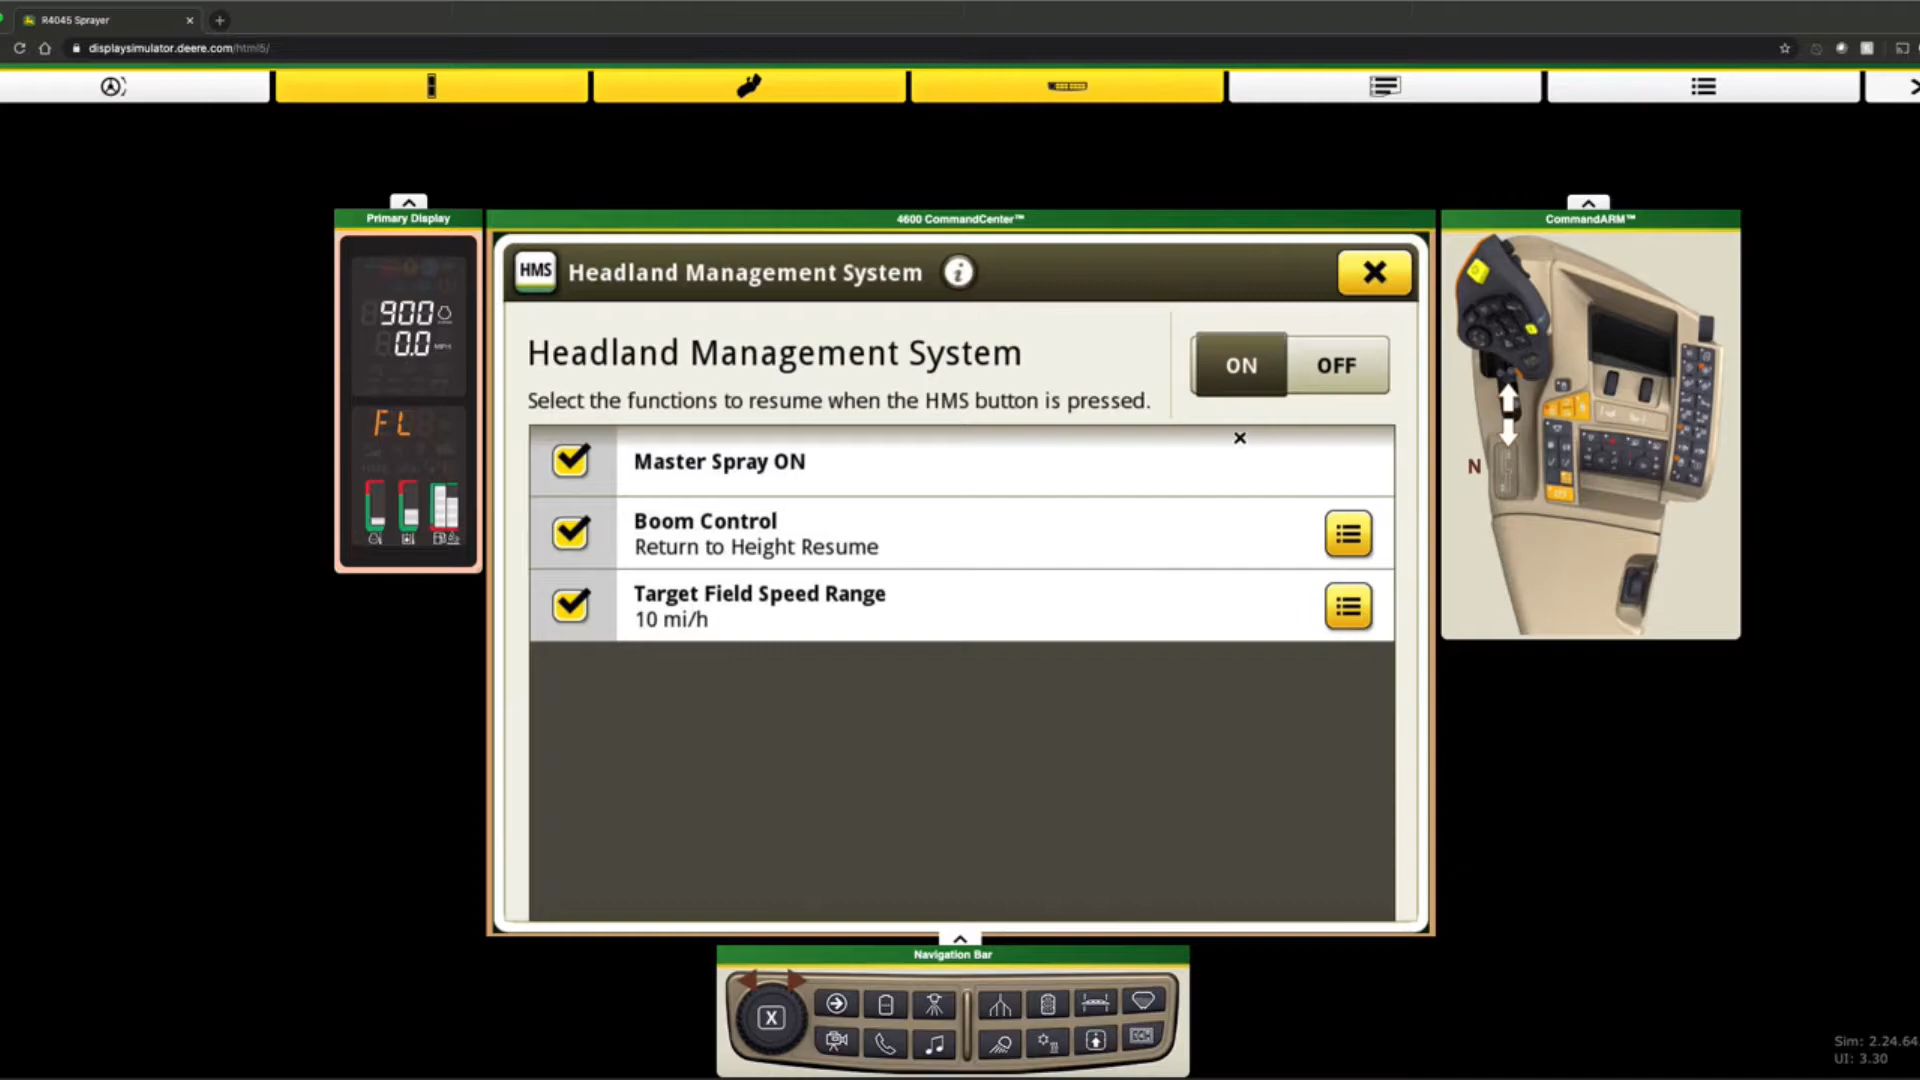 R4045 Sprayer
displaysimulator.deere.com/html5/
Primary Display
4600 CommandCenter™
CommandARM™
HMS
Headland Management System
900
0.0 MPH
FL
Headland Management System
ON
OFF
Select the functions to resume when the HMS button is pressed.
Master Spray ON
Boom Control
Return to Height Resume
Target Field Speed Range
10 mi/h
N
Navigation Bar
X
Sim: 2.24.64
UI: 3.30